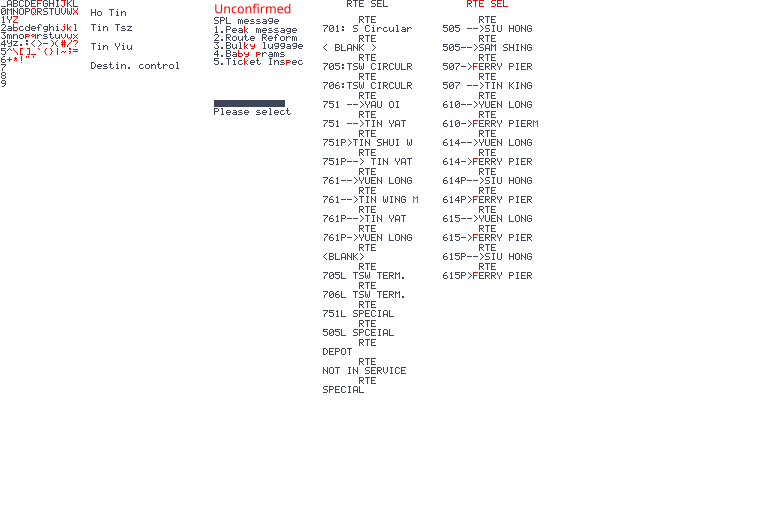 _ABCDEFGHIJKL
0MNOPQRSTUVWX
1YZ
2abcdefghijkl
3mnopqrstuvwx
4yz.:<>-)(#/?
5^\[]_`{}|~;=
6+*!"'
7
8
9
Ho Tin
Tin Tsz
Tin Yiu
Destin. control
Unconfirmed
SPL message
1.Peak message
2.Route Reform
3.Bulky luggage
4.Baby prams
5.Ticket Inspec
Please select
RTE SEL
RTE
701: S Circular
RTE
< BLANK >
RTE
705:TSW CIRCULR
RTE
706:TSW CIRCULR
RTE
751 -->YAU OI
RTE
751 --> TIN YAT
RTE
751P>TIN SHUI W
RTE
751P--> TIN YAT
RTE
761-->YUEN LONG
RTE
761-->TIN WING M
RTE
761P-->TIN YAT
RTE
761P->YUEN LONG
RTE
<BLANK>
RTE
705L TSW TERM.
RTE
706L TSW TERM.
RTE
751L SPECIAL
RTE
505L SPCEIAL
RTE
DEPOT
RTE
NOT IN SERVICE
RTE
SPECIAL
RTE SEL
RTE
505 -->SIU HONG
RTE
505-->SAM SHING
RTE
507->FERRY PIER
RTE
507 -->TIN KING
RTE
610-->YUEN LONG
RTE
610->FERRY PIERM
RTE
614-->YUEN LONG
RTE
614->FERRY PIER
RTE
614P-->SIU HONG
RTE
614P>FERRY PIER
RTE
615-->YUEN LONG
RTE
615->FERRY PIER
RTE
615P-->SIU HONG
RTE
615P>FERRY PIER